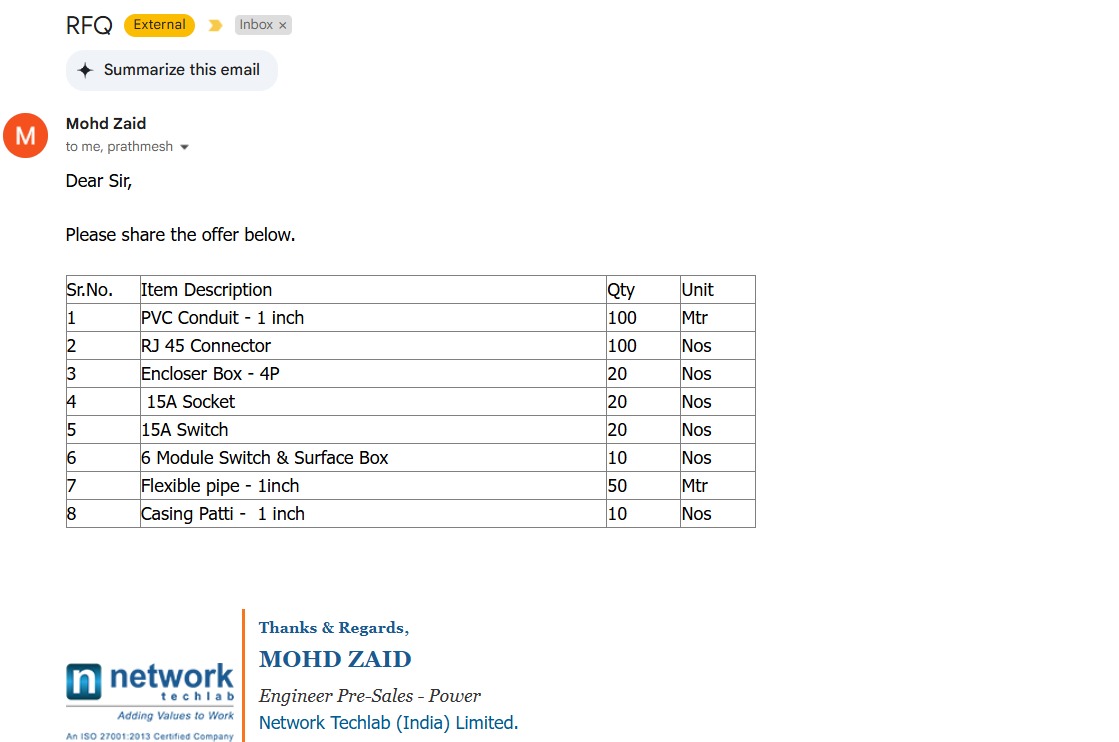 RFQ External Inbox ×
Summarize this email
M
Mohd Zaid
to me, prathmesh
Dear Sir,
Please share the offer below.
Sr.No. Item Description Qty Unit
1 PVC Conduit - 1 inch 100 Mtr
2 RJ 45 Connector 100 Nos
3 Encloser Box - 4P 20 Nos
4 15A Socket 20 Nos
5 15A Switch 20 Nos
6 6 Module Switch & Surface Box 10 Nos
7 Flexible pipe - 1inch 50 Mtr
8 Casing Patti -  1 inch 10 Nos
Thanks & Regards,
MOHD ZAID
Engineer Pre-Sales - Power
Network Techlab (India) Limited.
n network
techlab
Adding Values to Work
An ISO 27001:2013 Certified Company